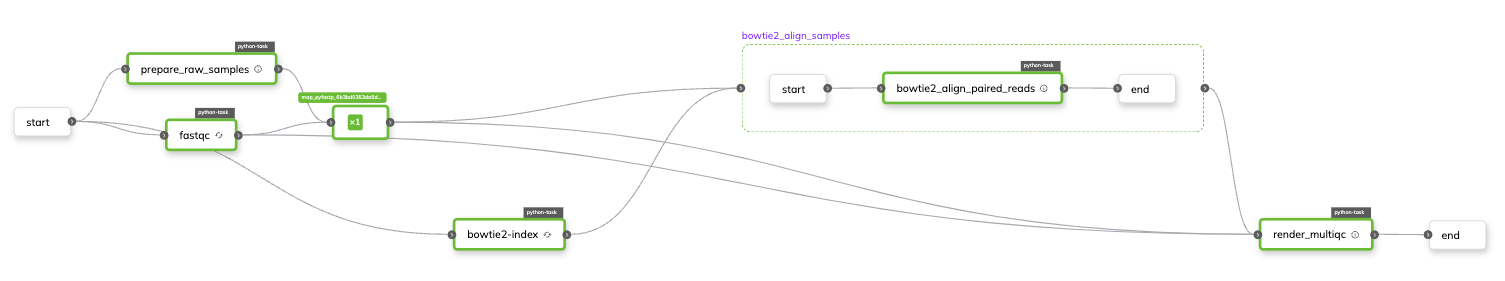 bowtie2_align_samples
python-task
prepare_raw_samples
python-task
start
bowtie2_align_paired_reads
end
python-task
start
fastqc
×1
python-task
bowtie2-index
python-task
render_multiqc
end